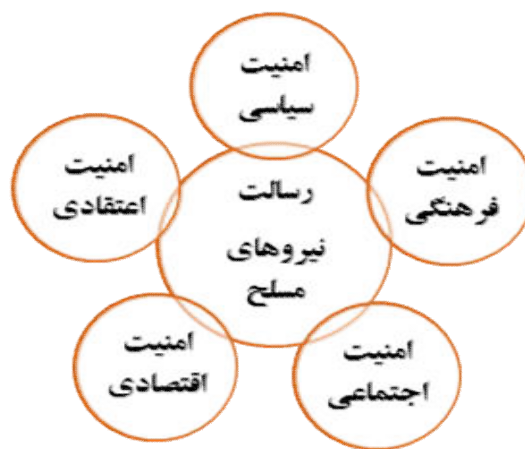 امنیت
سیاسی
امنیت
فرهنگی
امنیت
اعتقادی
رسالت
نیروهای
مسلح
امنیت
اجتماعی
امنیت
اقتصادی